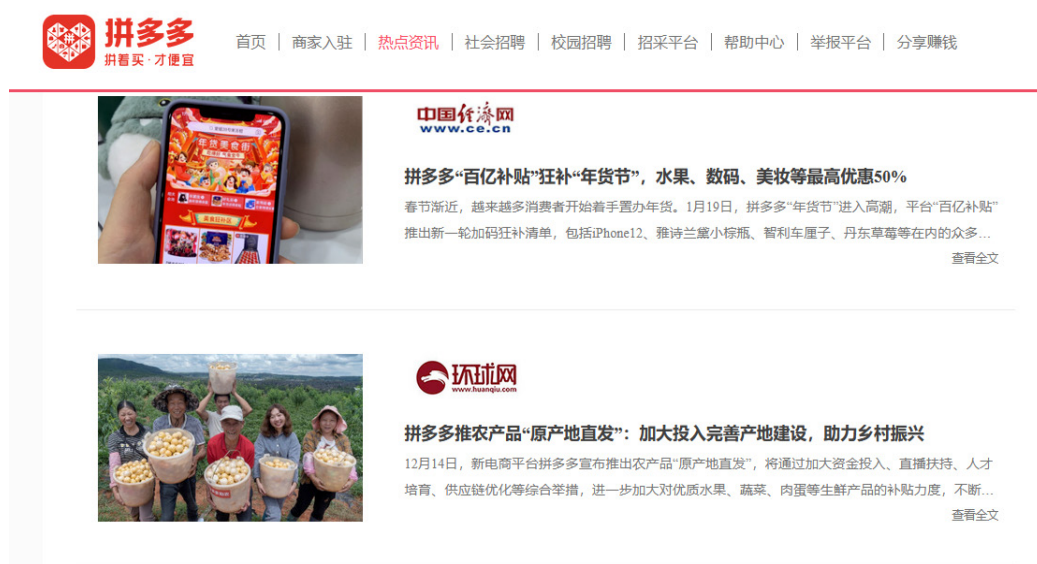 拼多多
拼着买·才便宜
首页 | 商家入驻 | 热点资讯 | 社会招聘 | 校园招聘 | 招采平台 | 帮助中心 | 举报平台 | 分享赚钱
年货美食街
中国经济网
www.ce.cn
拼多多“百亿补贴”狂补“年货节”，水果、数码、美妆等最高优惠50%
春节渐近，越来越多消费者开始着手置办年货。1月19日，拼多多“年货节”进入高潮，平台“百亿补贴”
推出新一轮加码狂补清单，包括iPhone12、雅诗兰黛小棕瓶、智利车厘子、丹东草莓等在内的众多...
查看全文
环球网
www.huanqiu.com
拼多多推农产品“原产地直发”：加大投入完善产地建设，助力乡村振兴
12月14日，新电商平台拼多多宣布推出农产品“原产地直发”，将通过加大资金投入、直播扶持、人才
培育、供应链优化等综合举措，进一步加大对优质水果、蔬菜、肉蛋等生鲜产品的补贴力度，不断...
查看全文